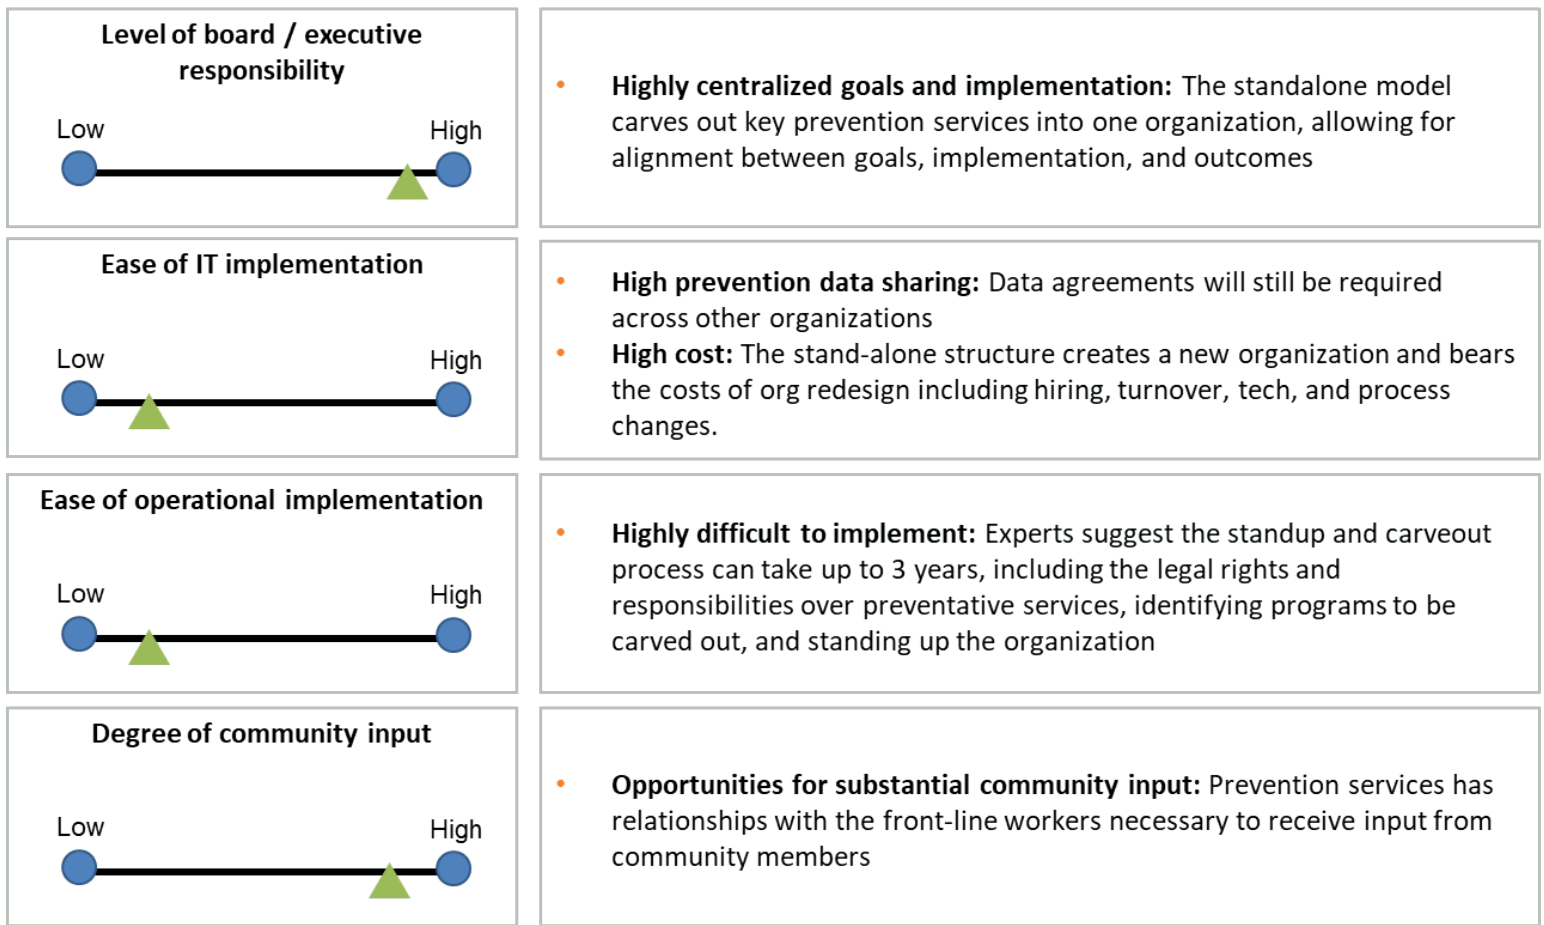 Level of board / executive
responsibility
Low
High
• Highly centralized goals and implementation: The standalone model
carves out key prevention services into one organization, allowing for
alignment between goals, implementation, and outcomes
Ease of IT implementation
Low
High
• High prevention data sharing: Data agreements will still be required
across other organizations
• High cost: The stand-alone structure creates a new organization and bears
the costs of org redesign including hiring, turnover, tech, and process
changes.
Ease of operational implementation
Low
High
• Highly difficult to implement: Experts suggest the standup and carveout
process can take up to 3 years, including the legal rights and
responsibilities over preventative services, identifying programs to be
carved out, and standing up the organization
Degree of community input
Low
High
• Opportunities for substantial community input: Prevention services has
relationships with the front-line workers necessary to receive input from
community members